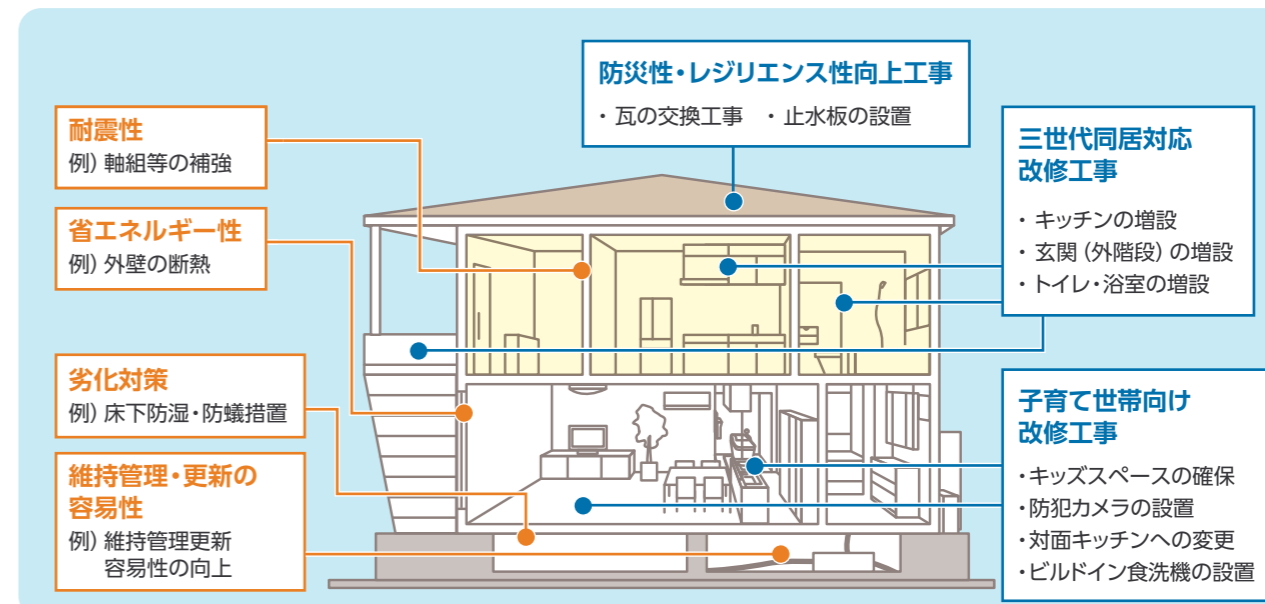 防災性・レジリエンス性向上工事
・ 瓦の交換工事　・ 止水板の設置
耐震性
例）軸組等の補強
省エネルギー性
例）外壁の断熱
劣化対策
例）床下防湿・防蟻措置
維持管理・更新の
容易性
例）維持管理更新
容易性の向上
三世代同居対応
改修工事
・ キッチンの増設
・ 玄関（外階段）の増設
・ トイレ・浴室の増設
子育て世帯向け
改修工事
・キッズスペースの確保
・防犯カメラの設置
・対面キッチンへの変更
・ビルドイン食洗機の設置